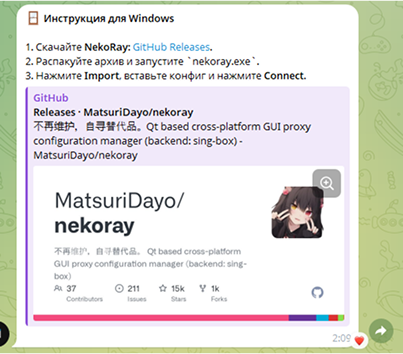 Инструкция для Windows
1. Скачайте NekoRay: GitHub Releases.
2. Распакуйте архив и запустите `nekoray.exe`.
3. Нажмите Import, вставьте конфиг и нажмите Connect.
GitHub
Releases · MatsuriDayo/nekoray
不再维护，自寻替代品。Qt based cross-platform GUI proxy
configuration manager (backend: sing-box) -
MatsuriDayo/nekoray
MatsuriDayo/
nekoray
不再维护，自寻替代品。 Qt based cross-platform
GUI proxy configuration manager (backend: sing-
box)
37 211 15k 1k
Contributors Issues Stars Forks
2:09